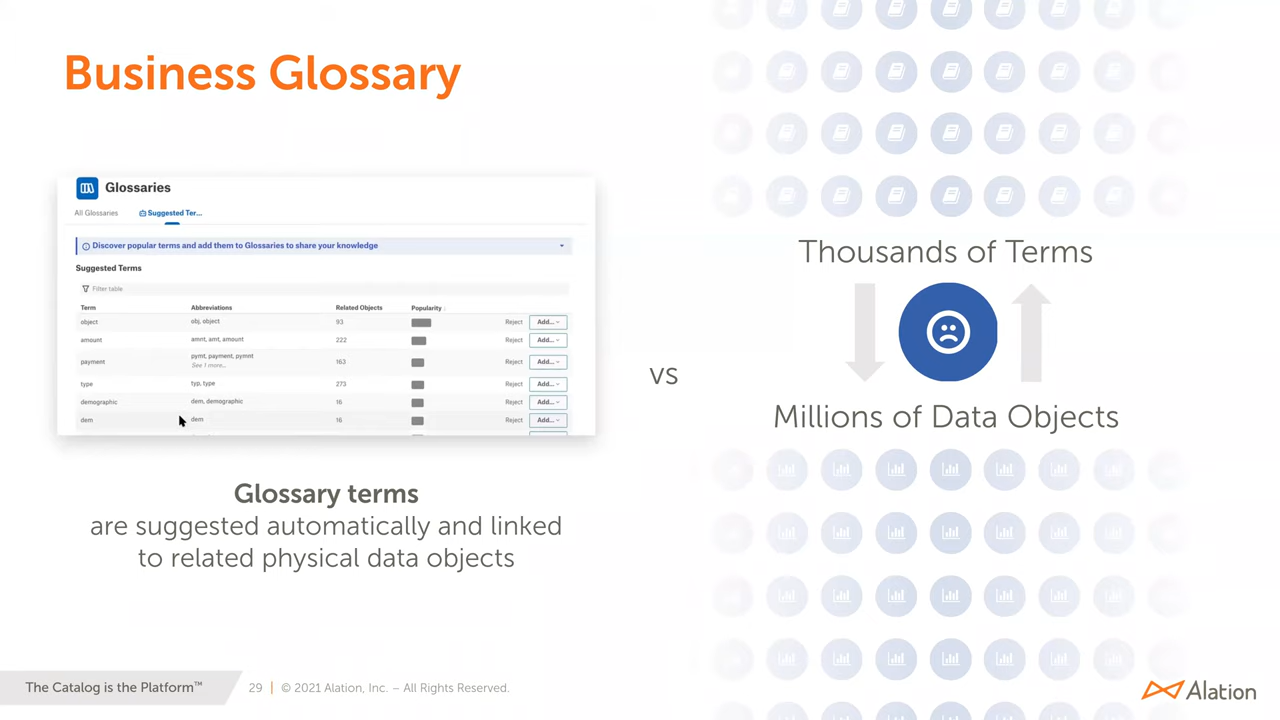 Business Glossary
Glossaries
All Glossaries
Suggested Ter...
Discover popular terms and add them to Glossaries to share your knowledge
Suggested Terms
Filter table
Term Abbreviations Related Objects Popularity
object obj, object 93 Reject Add...
amount amnt, amt, amount 222 Reject Add...
payment pymt, payment, pymnt 163 Reject Add...
See 1 more...
type typ, type 273 Reject Add...
demographic dem, demographic 16 Reject Add...
dem dem 16 Reject Add...
Glossary terms
are suggested automatically and linked
to related physical data objects
vs
Thousands of Terms
Millions of Data Objects
The Catalog is the Platform™
29 | © 2021 Alation, Inc. – All Rights Reserved.
Alation